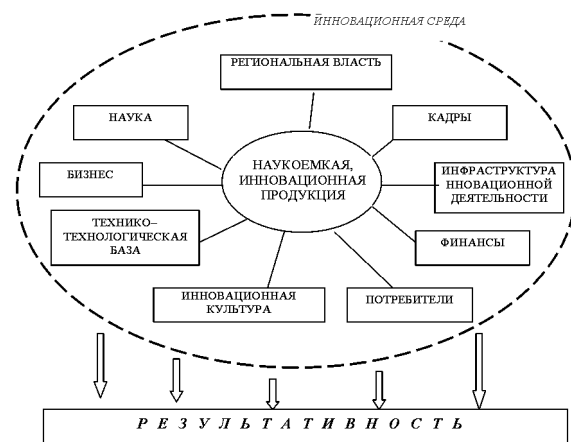 ИННОВАЦИОННАЯ СРЕДА
РЕГИОНАЛЬНАЯ ВЛАСТЬ
НАУКА
КАДРЫ
НАУКОЕМКАЯ,
ИННОВАЦИОННАЯ
ПРОДУКЦИЯ
БИЗНЕС
ИНФРАСТРУКТУРА
ННОВАЦИОННОЙ
ДЕЯТЕЛЬНОСТИ
ТЕХНИКО–
ТЕХНОЛОГИЧЕСКАЯ
БАЗА
ФИНАНСЫ
ИННОВАЦИОННАЯ
КУЛЬТУРА
ПОТРЕБИТЕЛИ
Р Е З У Л Ь Т А Т И В Н О С Т Ь